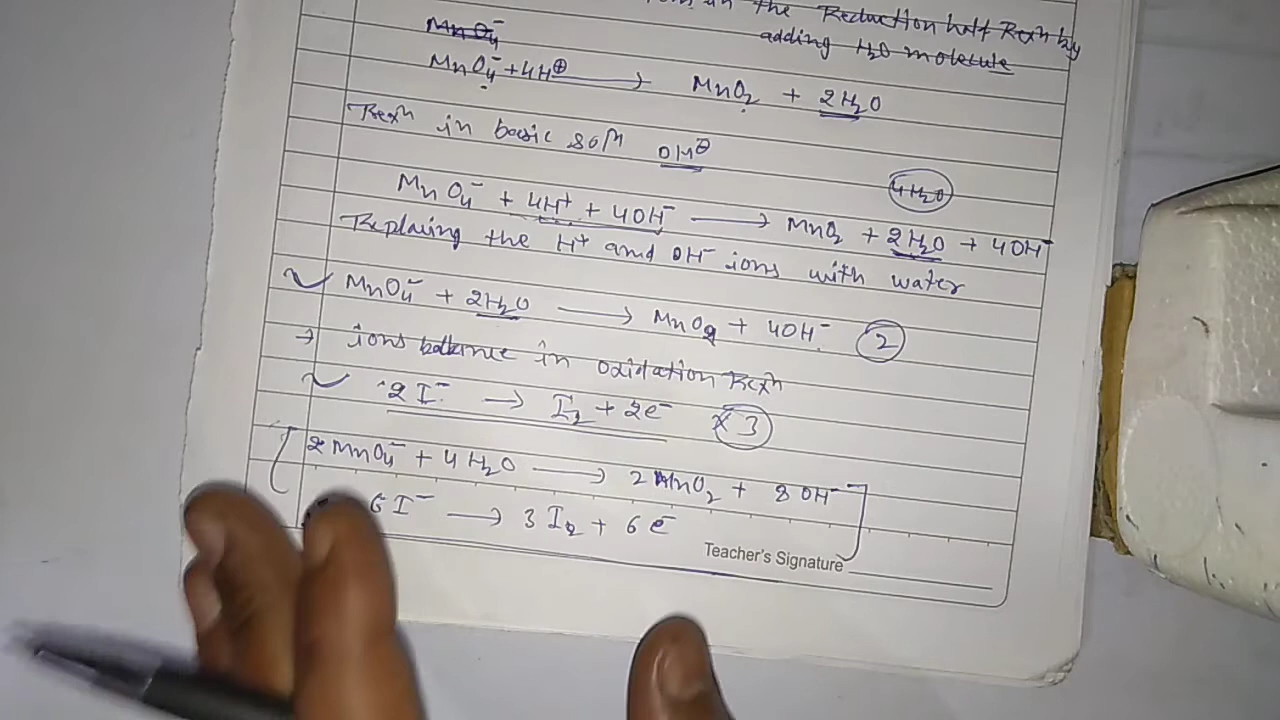 in the Reduction half Rexn by
adding H₂O molecule
MnO₄⁻
MnO₄⁻ + 4H⊕ ⟶ MnO₂ + 2H₂O
Rexn in basic solⁿ OH⊖
4H₂O
MnO₄⁻ + 4H⁺ + 4OH⁻ ⟶ MnO₂ + 2H₂O + 4OH⁻
Replacing the H⁺ and OH⁻ ions with water
MnO₄⁻ + 2H₂O ⟶ MnO₂ + 4OH⁻ 2
→ ions balance in oxidation Rexn
2I⁻ → I₂ + 2e⁻ × 3
2MnO₄⁻ + 4H₂O ⟶ 2MnO₂ + 8OH⁻
6I⁻ ⟶ 3I₂ + 6e⁻
Teacher's Signature